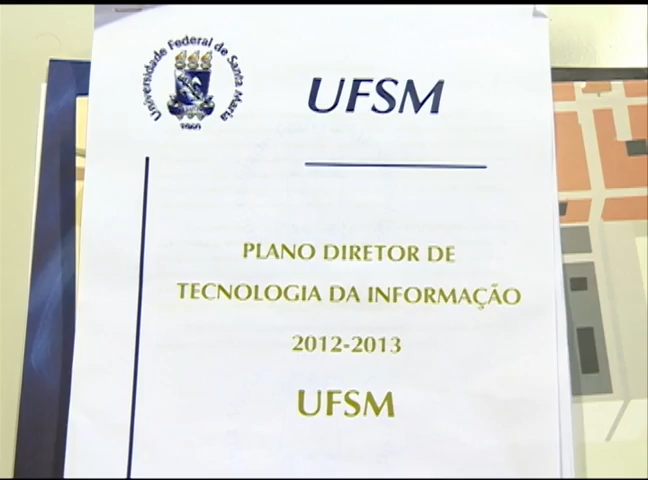 Universidade Federal de Santa Maria
1960
UFSM
PLANO DIRETOR DE
TECNOLOGIA DA INFORMAÇÃO
2012-2013
UFSM